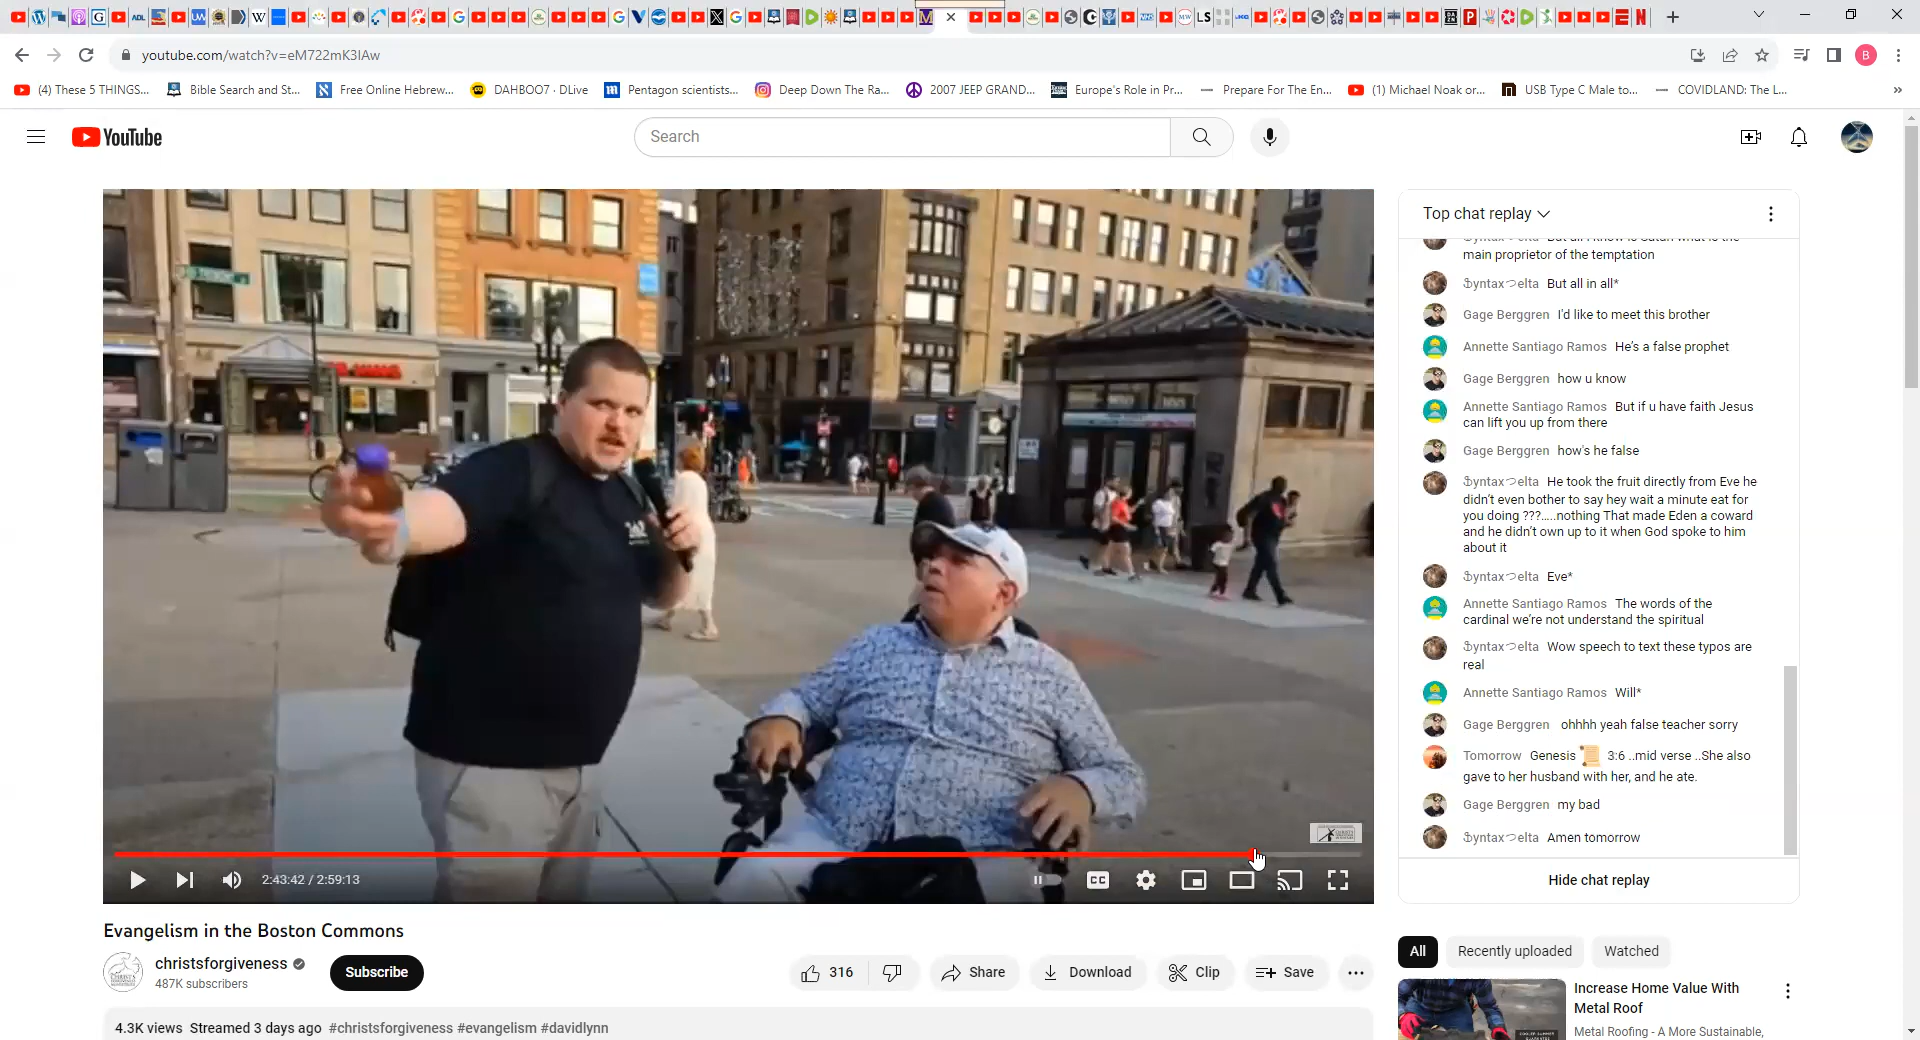 youtube.com/watch?v=eM722mK3IAw
(4) These 5 THINGS...
Bible Search and St...
Free Online Hebrew...
DAHBOO7 · DLive
Pentagon scientists...
Deep Down The Ra...
2007 JEEP GRAND...
Europe's Role in Pr...
Prepare For The En...
(1) Michael Noak or...
USB Type C Male to...
COVIDLAND: The L...
YouTube
Search
Top chat replay
main proprietor of the temptation
But all in all*
Gage Berggren I'd like to meet this brother
Annette Santiago Ramos He's a false prophet
Gage Berggren how u know
Annette Santiago Ramos But if u have faith Jesus
can lift you up from there
Gage Berggren how's he false
He took the fruit directly from Eve he
didn't even bother to say hey wait a minute eat for
you doing ???.....nothing That made Eden a coward
and he didn't own up to it when God spoke to him
about it
Eve*
Annette Santiago Ramos The words of the
cardinal we're not understand the spiritual
Wow speech to text these typos are
real
Annette Santiago Ramos Will*
Gage Berggren ohhhh yeah false teacher sorry
Tomorrow Genesis 3:6 ..mid verse ..She also
gave to her husband with her, and he ate.
Gage Berggren my bad
Amen tomorrow
Hide chat replay
2:43:42 / 2:59:13
CC
Evangelism in the Boston Commons
christsforgiveness
487K subscribers
Subscribe
316
Share
Download
Clip
Save
4.3K views Streamed 3 days ago #christsforgiveness #evangelism #davidlynn
All
Recently uploaded
Watched
Increase Home Value With
Metal Roof
Metal Roofing - A More Sustainable,